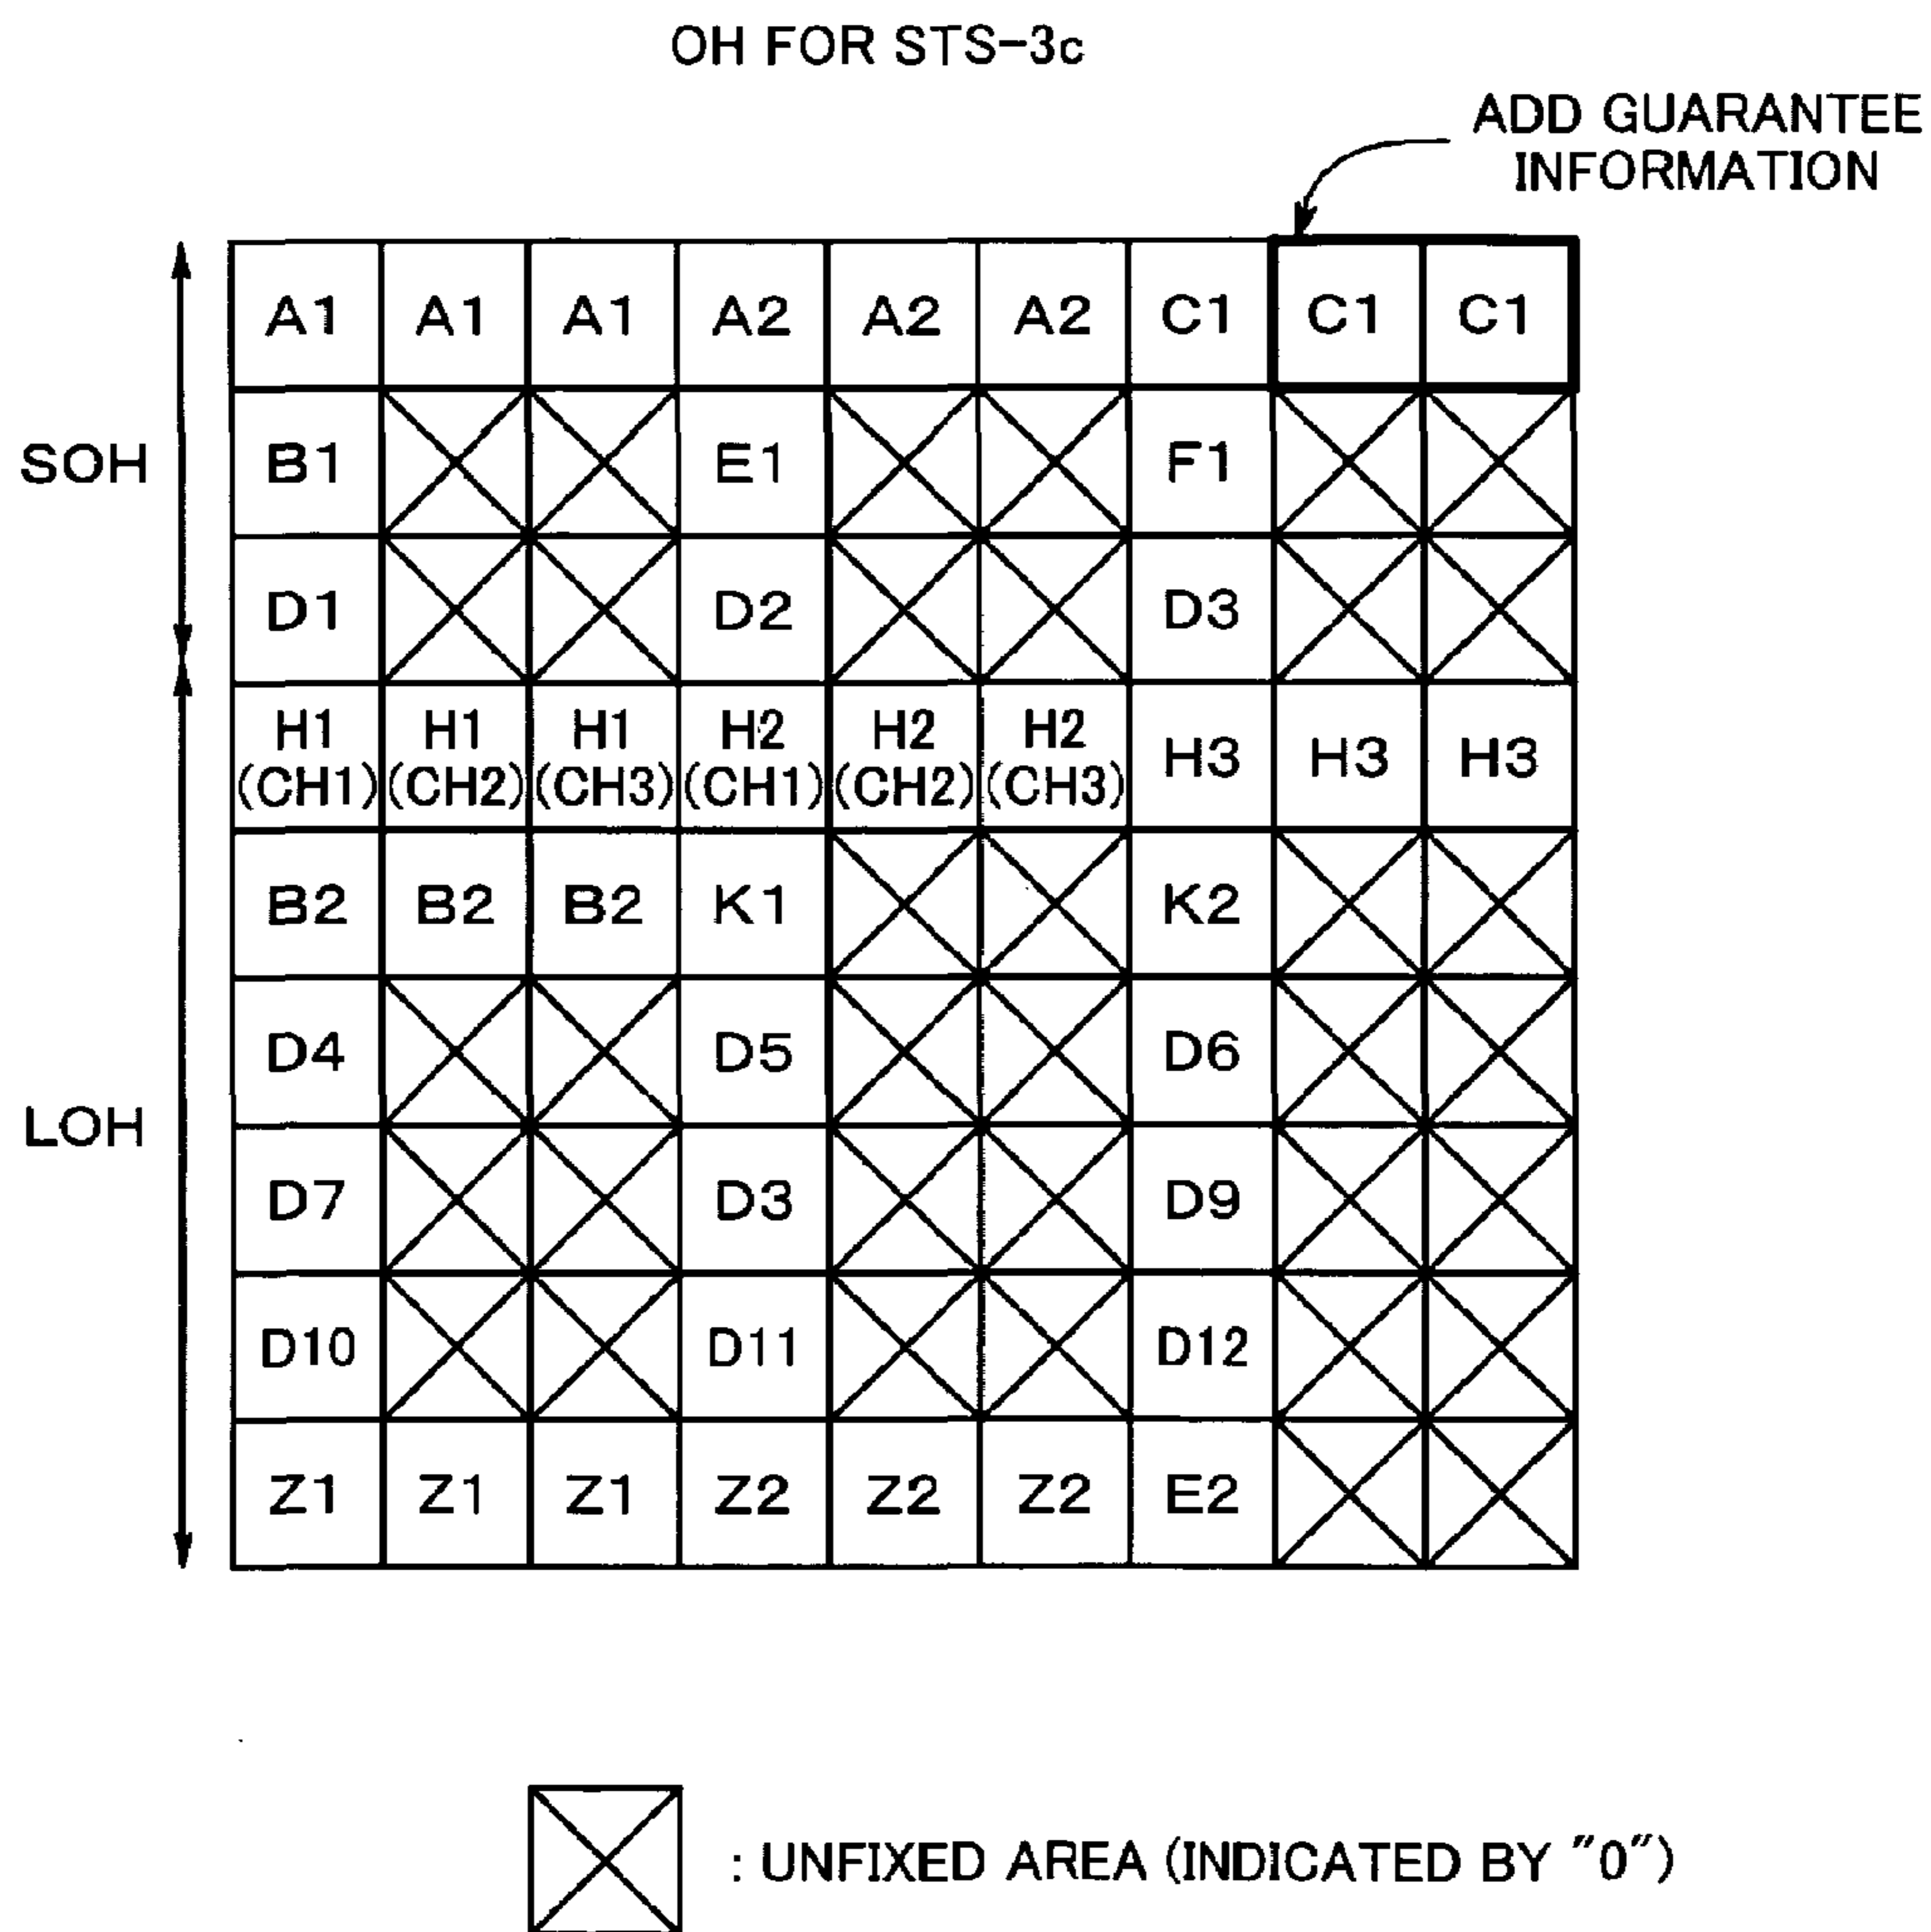 OH FOR STS-3c
ADD GUARANTEE
INFORMATION
A1 A1 A1 A2 A2 A2 C1 C1 C1
SOH
B1 E1 F1
D1 D2 D3
H1 (CH1) H1 (CH2) H1 (CH3) H2 (CH1) H2 (CH2) H2 (CH3) H3 H3 H3
B2 B2 B2 K1 K2
D4 D5 D6
LOH
D7 D3 D9
D10 D11 D12
Z1 Z1 Z1 Z2 Z2 Z2 E2
: UNFIXED AREA (INDICATED BY "0")